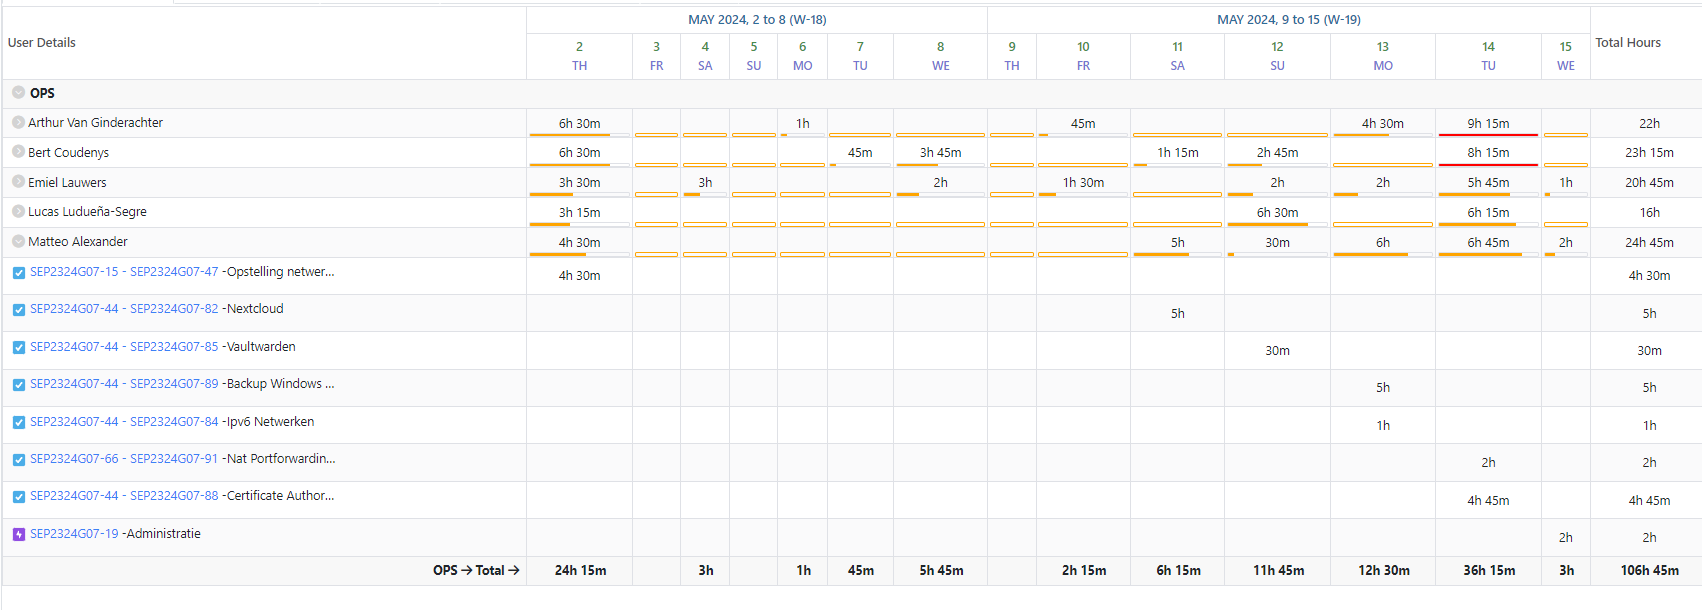 MAY 2024, 2 to 8 (W-18) MAY 2024, 9 to 15 (W-19)
User Details Total Hours
2 3 4 5 6 7 8 9 10 11 12 13 14 15
TH FR SA SU MO TU WE TH FR SA SU MO TU WE
OPS
Arthur Van Ginderachter 6h 30m 1h 45m 4h 30m 9h 15m 22h
Bert Coudenys 6h 30m 45m 3h 45m 1h 15m 2h 45m 8h 15m 23h 15m
Emiel Lauwers 3h 30m 3h 2h 1h 30m 2h 2h 5h 45m 1h 20h 45m
Lucas Ludueña-Segre 3h 15m 6h 30m 6h 15m 16h
Matteo Alexander 4h 30m 5h 30m 6h 6h 45m 2h 24h 45m
SEP2324G07-15 - SEP2324G07-47 -Opstelling netwer... 4h 30m 4h 30m
SEP2324G07-44 - SEP2324G07-82 -Nextcloud 5h 5h
SEP2324G07-44 - SEP2324G07-85 -Vaultwarden 30m 30m
SEP2324G07-44 - SEP2324G07-89 -Backup Windows ... 5h 5h
SEP2324G07-44 - SEP2324G07-84 -Ipv6 Netwerken 1h 1h
SEP2324G07-66 - SEP2324G07-91 -Nat Portforwardin... 2h 2h
SEP2324G07-44 - SEP2324G07-88 -Certificate Author... 4h 45m 4h 45m
SEP2324G07-19 -Administratie 2h 2h
OPS → Total → 24h 15m 3h 1h 45m 5h 45m 2h 15m 6h 15m 11h 45m 12h 30m 36h 15m 3h 106h 45m